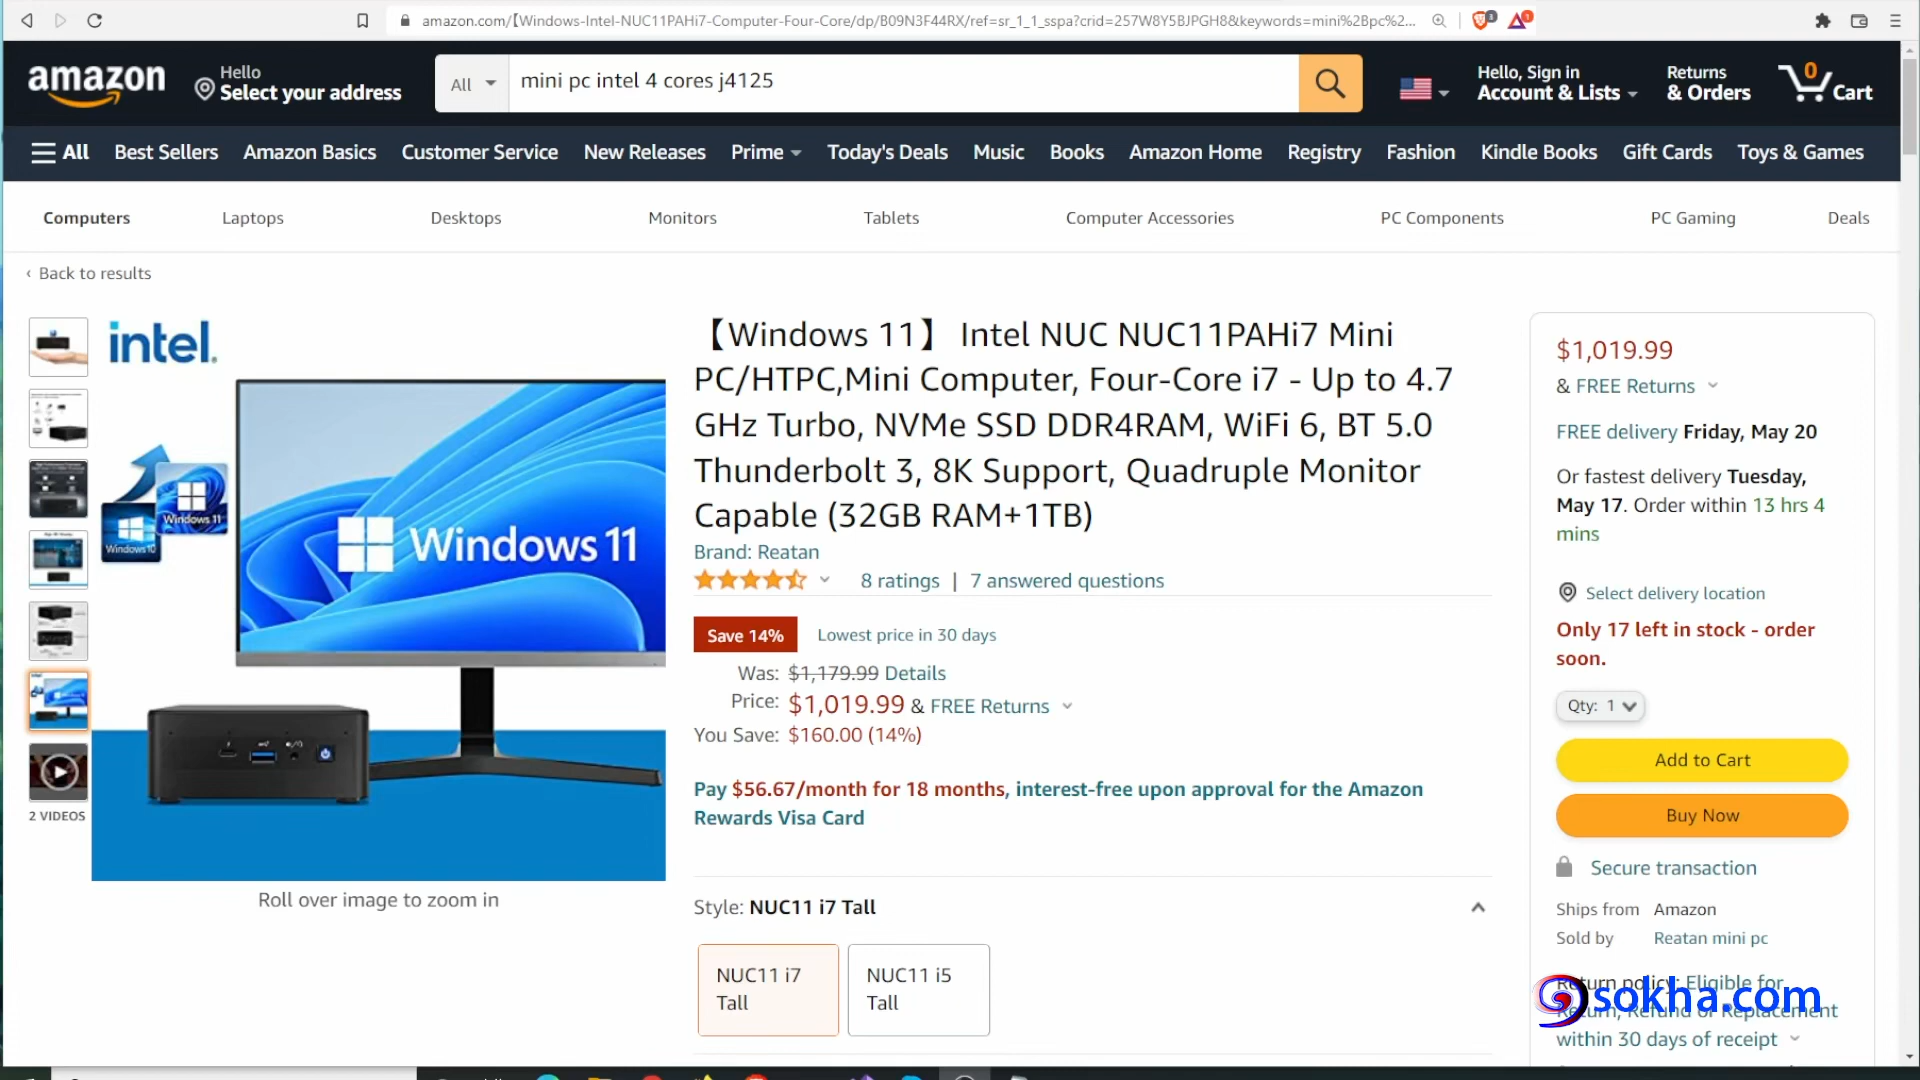 amazon.com/【Windows-Intel-NUC11PAHi7-Computer-Four-Core/dp/B09N3F44RX/ref=sr_1_1_sspa?crid=257W8Y5BJPGH8&keywords=mini%2Bpc%2...
amazon
Hello
Select your address
All
mini pc intel 4 cores j4125
Hello, Sign in
Account & Lists
Returns
& Orders
0
Cart
All
Best Sellers
Amazon Basics
Customer Service
New Releases
Prime
Today's Deals
Music
Books
Amazon Home
Registry
Fashion
Kindle Books
Gift Cards
Toys & Games
Computers
Laptops
Desktops
Monitors
Tablets
Computer Accessories
PC Components
PC Gaming
Deals
‹ Back to results
intel.
Windows 11
Windows10
Windows 11
2 VIDEOS
Roll over image to zoom in
【Windows 11】 Intel NUC NUC11PAHi7 Mini
PC/HTPC,Mini Computer, Four-Core i7 - Up to 4.7
GHz Turbo, NVMe SSD DDR4RAM, WiFi 6, BT 5.0
Thunderbolt 3, 8K Support, Quadruple Monitor
Capable (32GB RAM+1TB)
Brand: Reatan
8 ratings | 7 answered questions
Save 14% Lowest price in 30 days
Was: $1,179.99 Details
Price: $1,019.99 & FREE Returns
You Save: $160.00 (14%)
Pay $56.67/month for 18 months, interest-free upon approval for the Amazon
Rewards Visa Card
Style: NUC11 i7 Tall
NUC11 i7
Tall
NUC11 i5
Tall
$1,019.99
& FREE Returns
FREE delivery Friday, May 20
Or fastest delivery Tuesday,
May 17. Order within 13 hrs 4
mins
Select delivery location
Only 17 left in stock - order
soon.
Qty: 1
Add to Cart
Buy Now
Secure transaction
Ships from Amazon
Sold by Reatan mini pc
Return policy: Eligible for
Return, Refund or Replacement
within 30 days of receipt
sokha.com